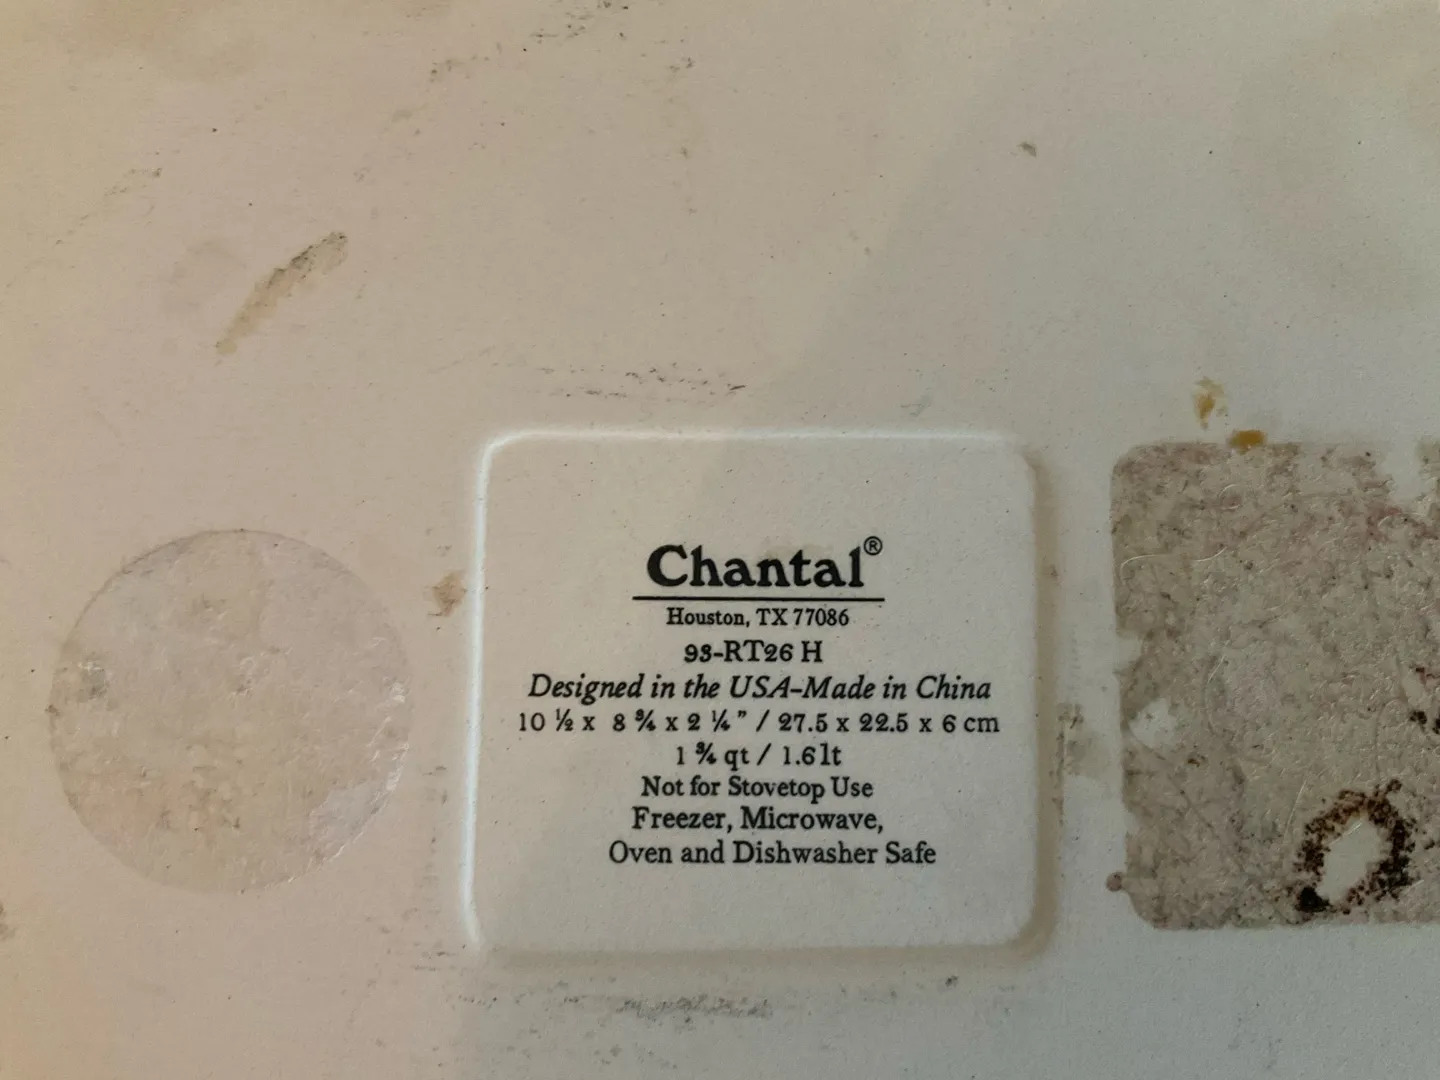 Chantal®
Houston, TX 77086
93-RT26 H
Designed in the USA-Made in China
10 ½ x 8 ¾ x 2 ¼" / 27.5 x 22.5 x 6 cm
1 ¾ qt / 1.6 lt
Not for Stovetop Use
Freezer, Microwave,
Oven and Dishwasher Safe